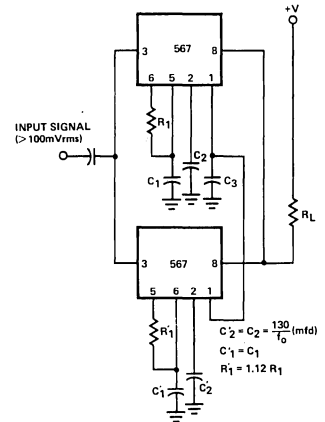 +V
567
3
8
6 5 2 1
R1
INPUT SIGNAL
(> 100mVrms)
C2
C1
C3
RL
567
3
8
5 6 2 1
R'1
C'1
C'2
C'2 = C2 = 130/fo (mfd)
C'1 = C1
R'1 = 1.12 R1